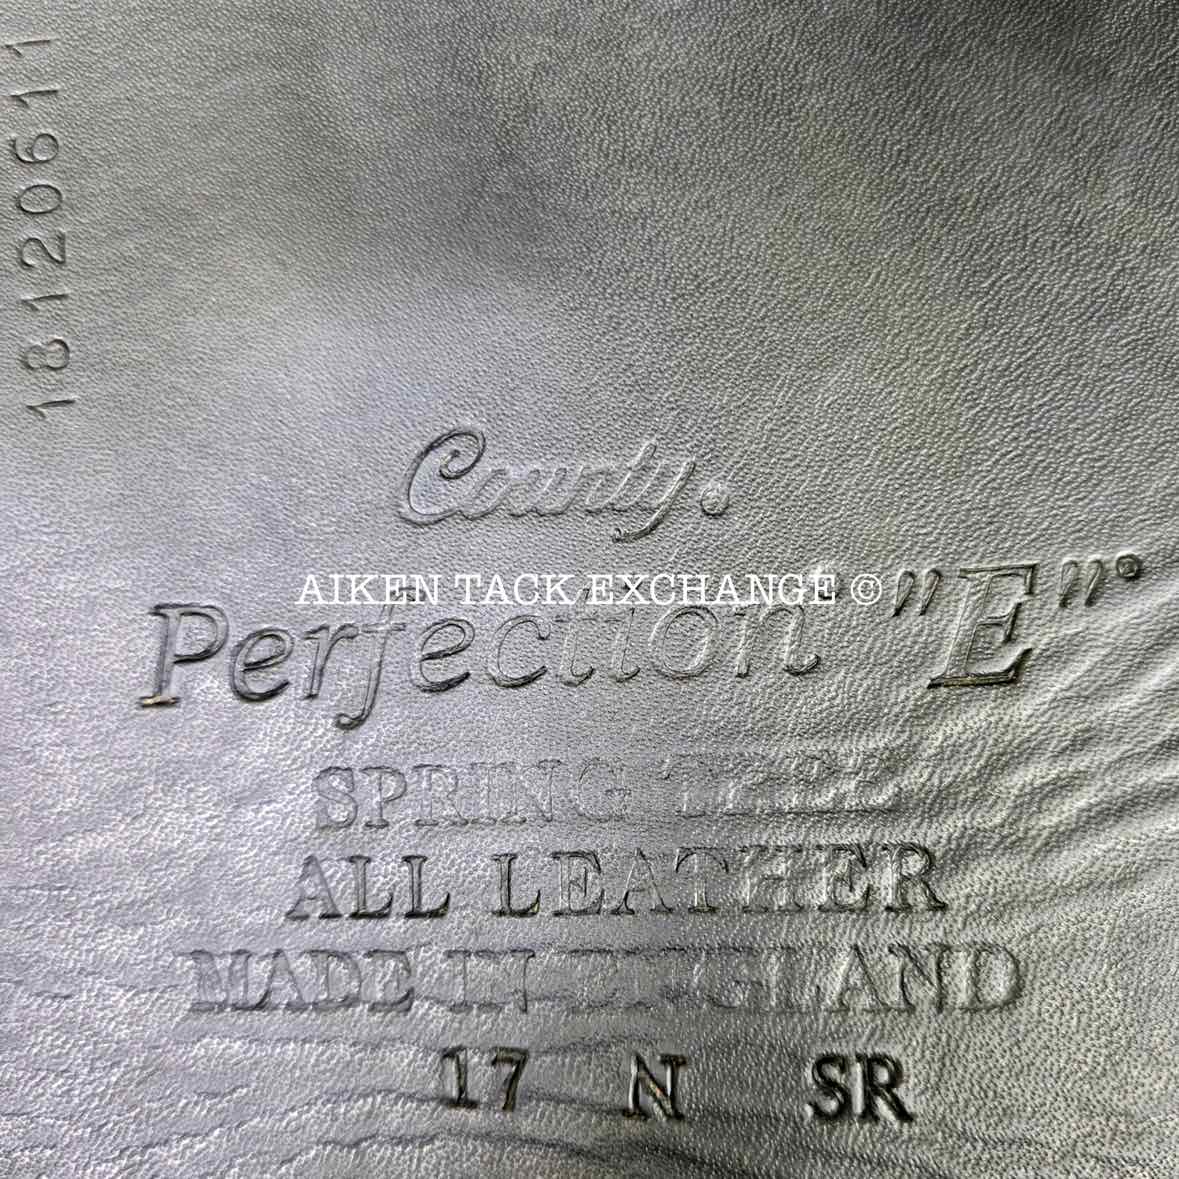 18120611
County®
AIKEN TACK EXCHANGE ©
Perfection "E"°
SPRING TREE
ALL LEATHER
MADE IN ENGLAND
17 N SR